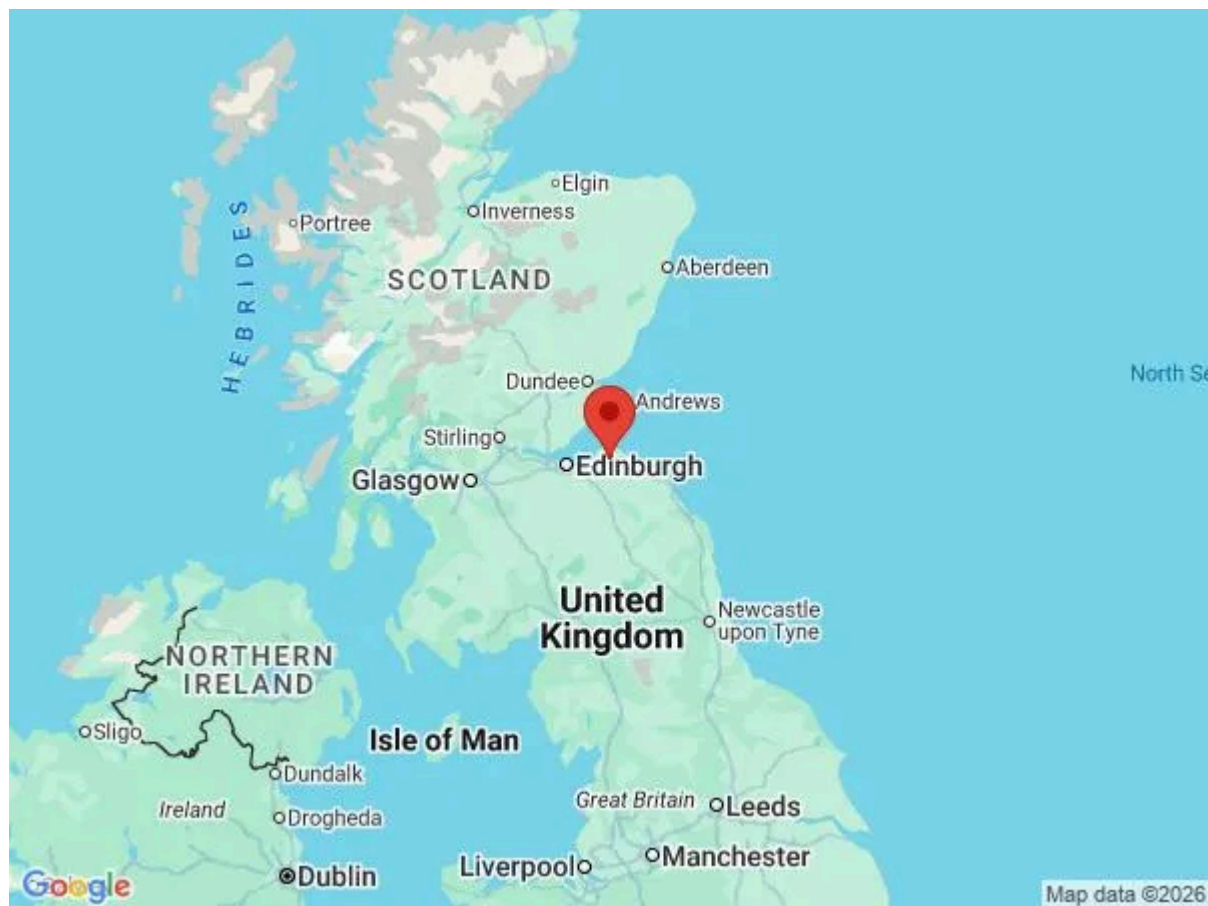 Elgin
Inverness
Portree
HEBRIDES
SCOTLAND
Aberdeen
North Se
Dundee
Andrews
Stirling
Edinburgh
Glasgow
United
Kingdom
Newcastle
upon Tyne
NORTHERN
IRELAND
Sligo
Isle of Man
Dundalk
Ireland
Great Britain
Leeds
Drogheda
Liverpool
Manchester
Dublin
Google
Map data ©2026